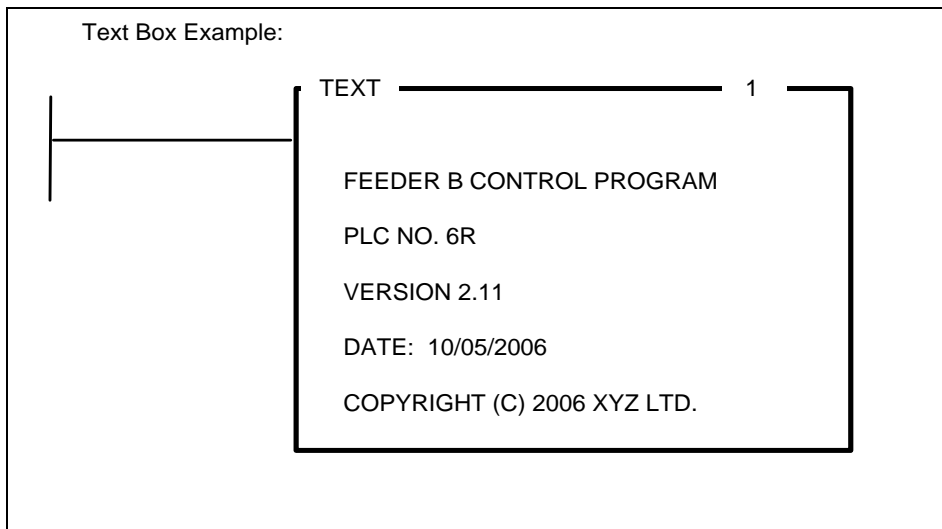 Text Box Example:
TEXT 1
FEEDER B CONTROL PROGRAM
PLC NO. 6R
VERSION 2.11
DATE:  10/05/2006
COPYRIGHT (C) 2006 XYZ LTD.